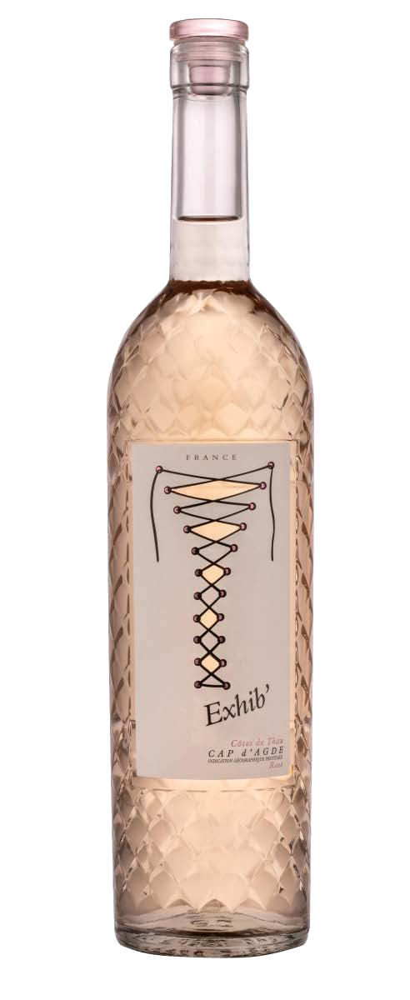 FRANCE
Exhib'
Côtes de Thau
CAP d'AGDE
INDICATION GÉOGRAPHIQUE PROTÉGÉE
Rosé